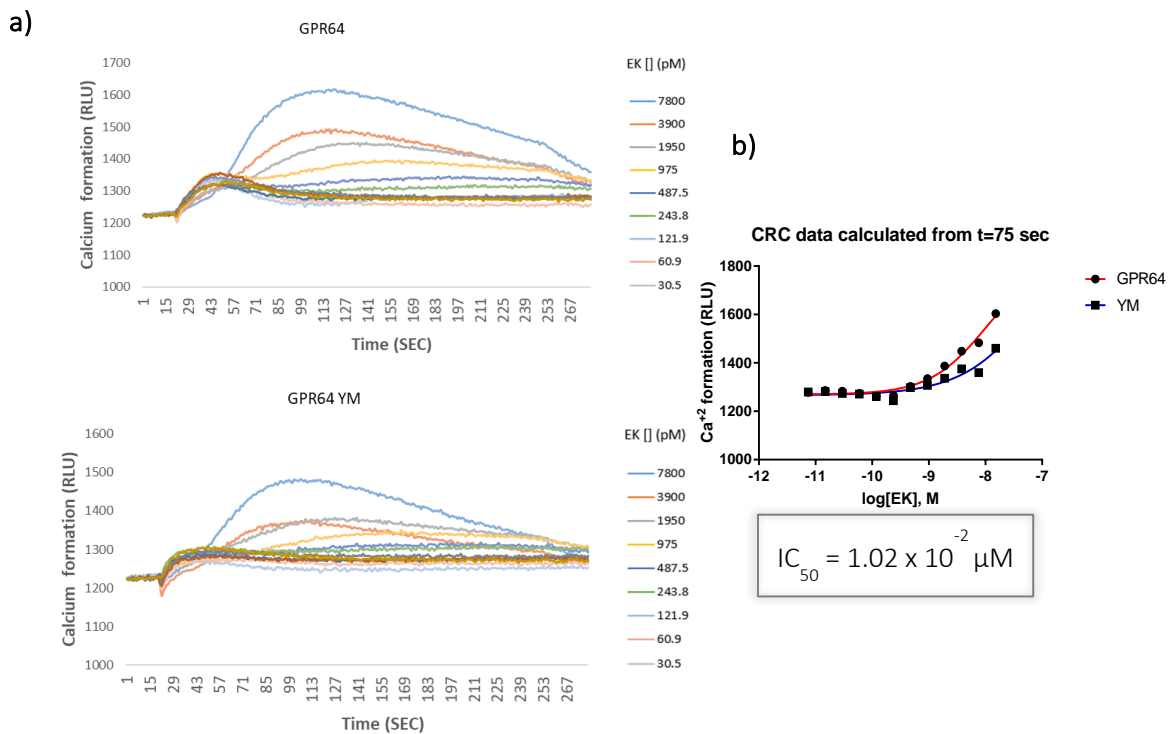 a)
GPR64
1700
1600
1500
1400
1300
1200
1100
1000
Calcium formation (RLU)
1 15 29 43 57 71 85 99 113 127 141 155 169 183 197 211 225 239 253 267
Time (SEC)
EK [] (pM)
7800
3900
1950
975
487.5
243.8
121.9
60.9
30.5
GPR64 YM
1600
1500
1400
1300
1200
1100
1000
Calcium formation (RLU)
1 15 29 43 57 71 85 99 113 127 141 155 169 183 197 211 225 239 253 267
Time (SEC)
EK [] (pM)
7800
3900
1950
975
487.5
243.8
121.9
60.9
30.5
b)
CRC data calculated from t=75 sec
1800
1600
1400
1200
1000
Ca+2 formation (RLU)
-12 -11 -10 -9 -8 -7
log[EK], M
GPR64
YM
IC50 = 1.02 x 10-2 µM